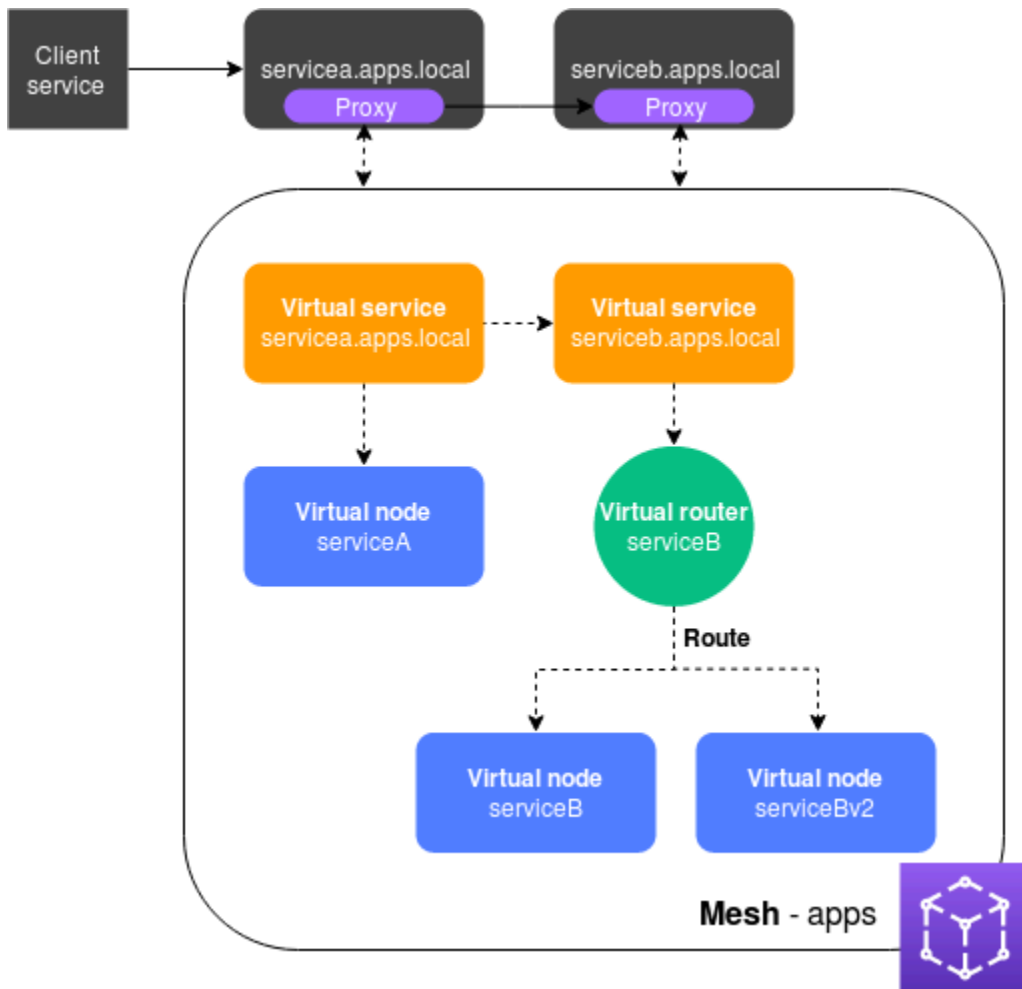 Client
service
servicea.apps.local
Proxy
serviceb.apps.local
Proxy
Virtual service
servicea.apps.local
Virtual service
serviceb.apps.local
Virtual node
serviceA
Virtual router
serviceB
Route
Virtual node
serviceB
Virtual node
serviceBv2
Mesh - apps